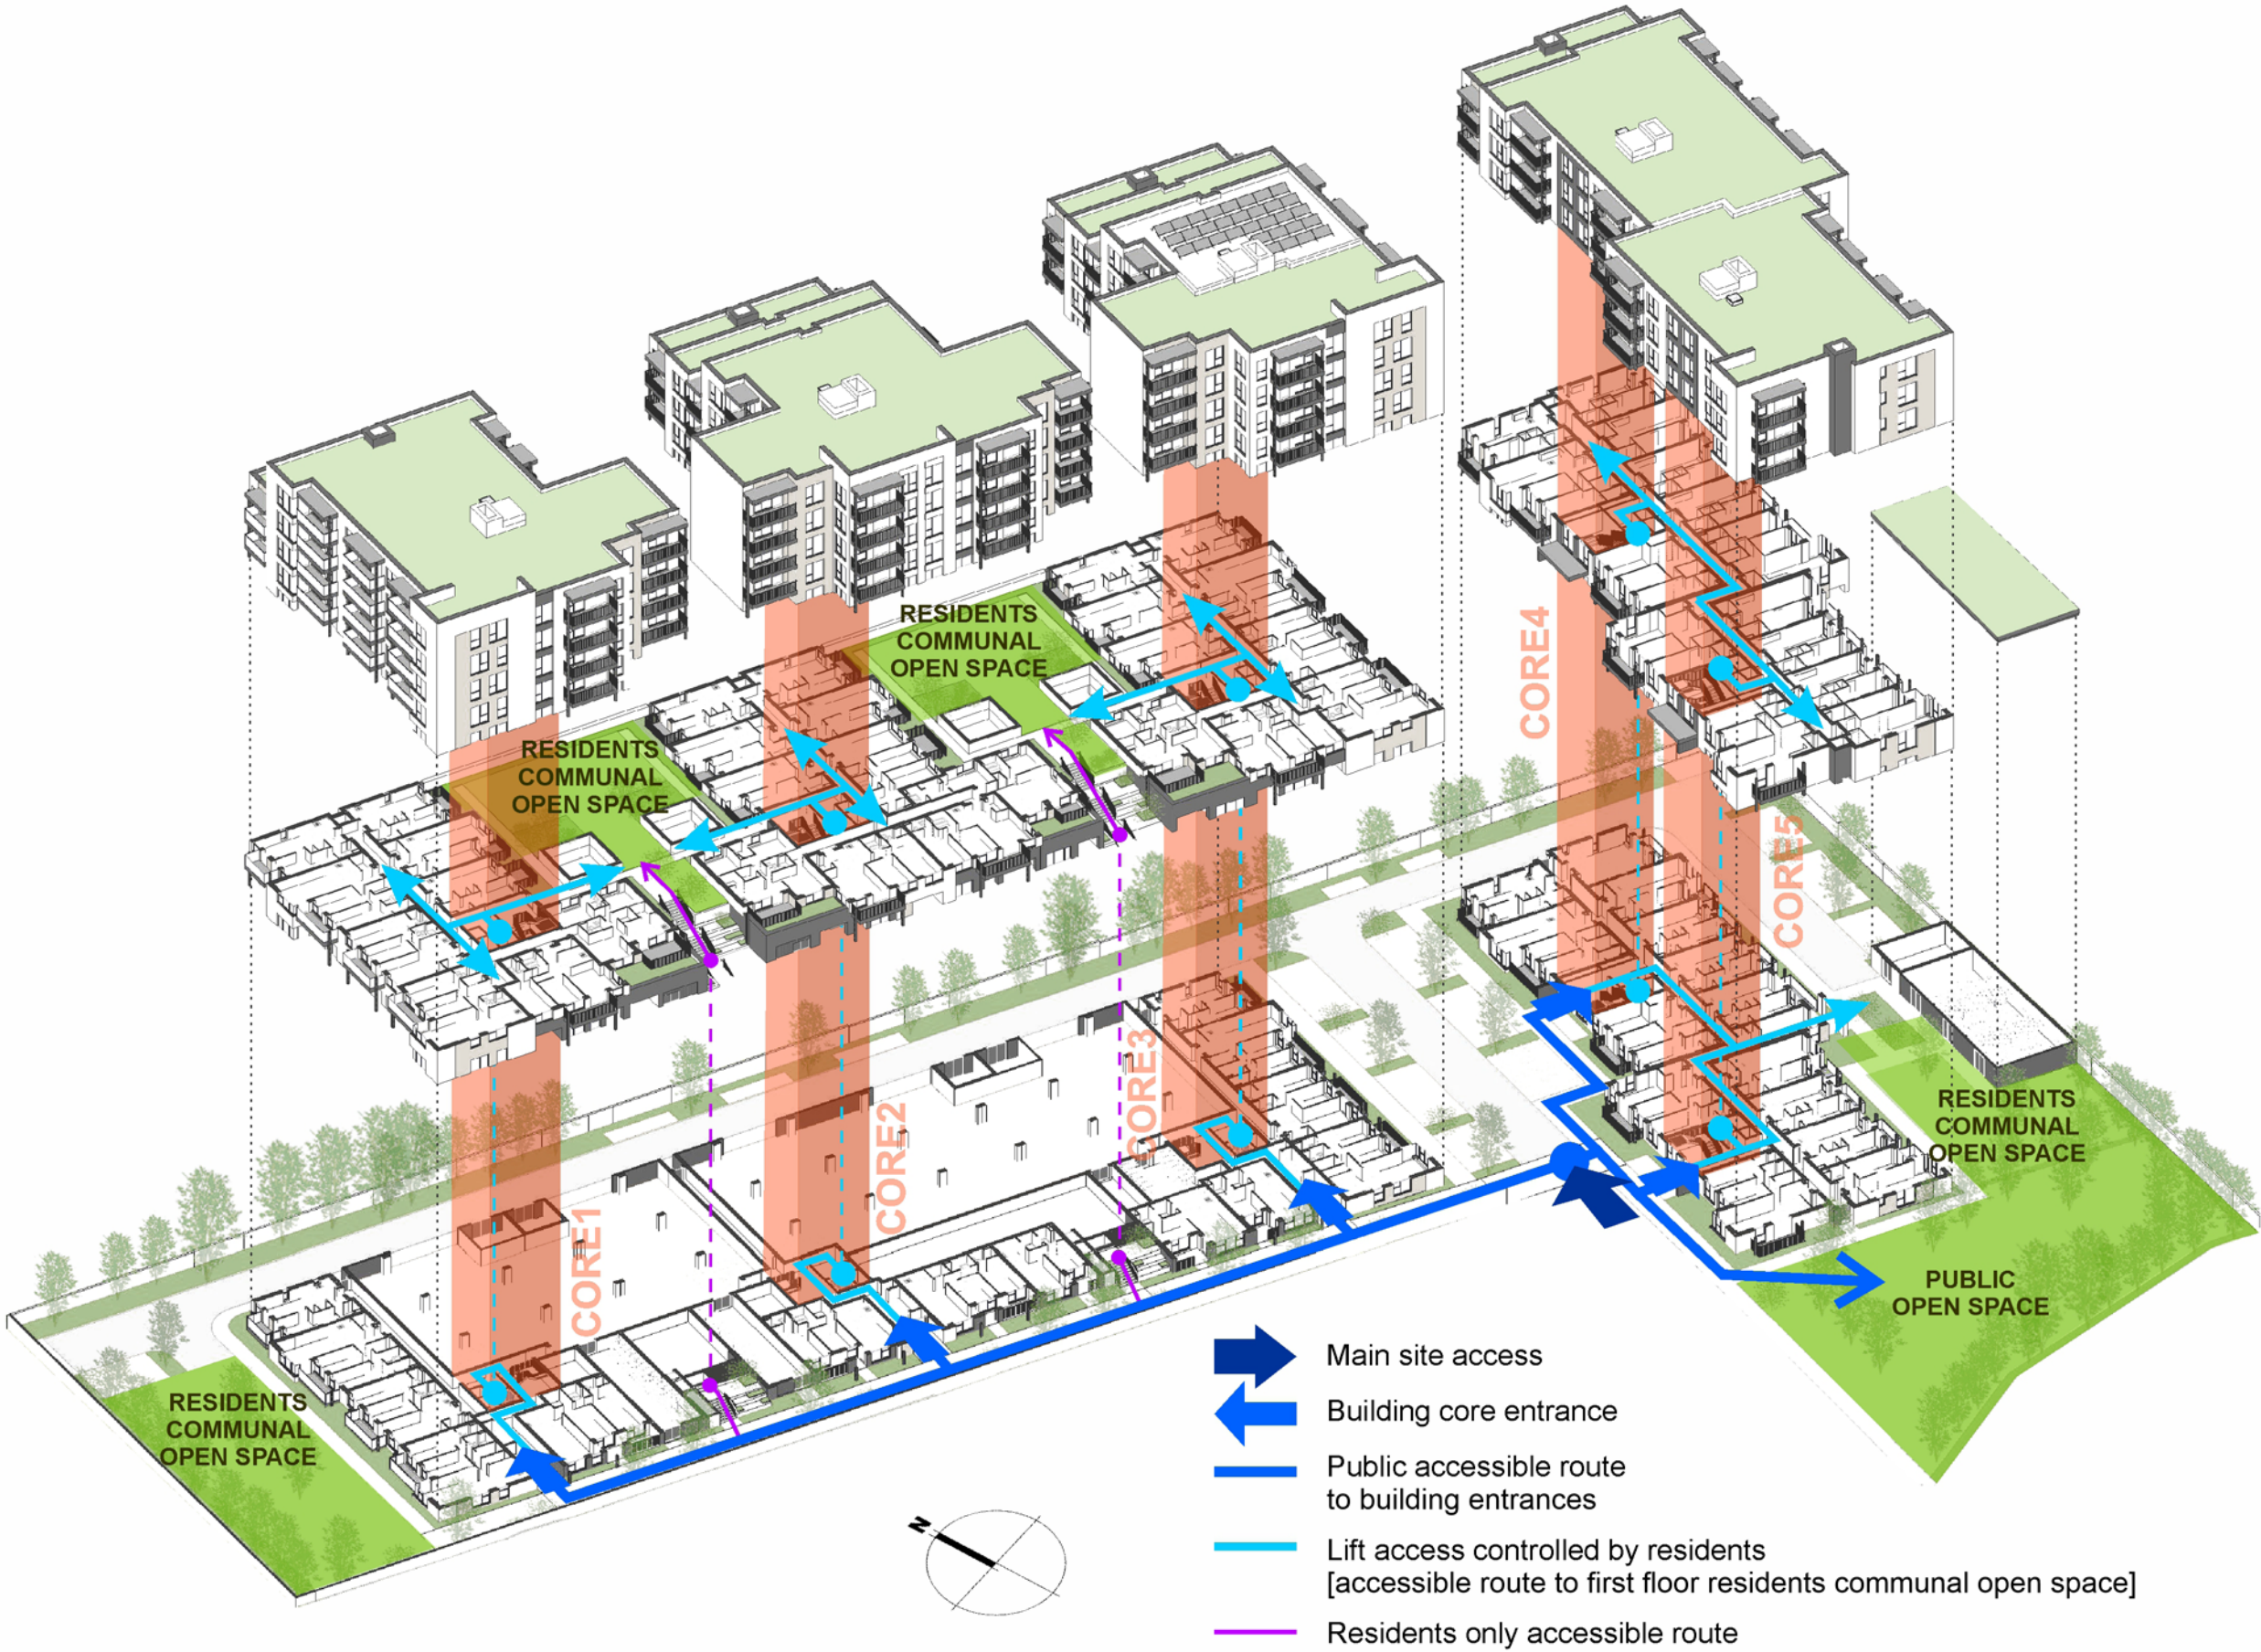 RESIDENTS
COMMUNAL
OPEN SPACE
RESIDENTS
COMMUNAL
OPEN SPACE
CORE4
CORE5
CORE3
CORE2
CORE1
RESIDENTS
COMMUNAL
OPEN SPACE
PUBLIC
OPEN SPACE
RESIDENTS
COMMUNAL
OPEN SPACE
Main site access
Building core entrance
Public accessible route
to building entrances
Lift access controlled by residents
[accessible route to first floor residents communal open space]
Residents only accessible route
N